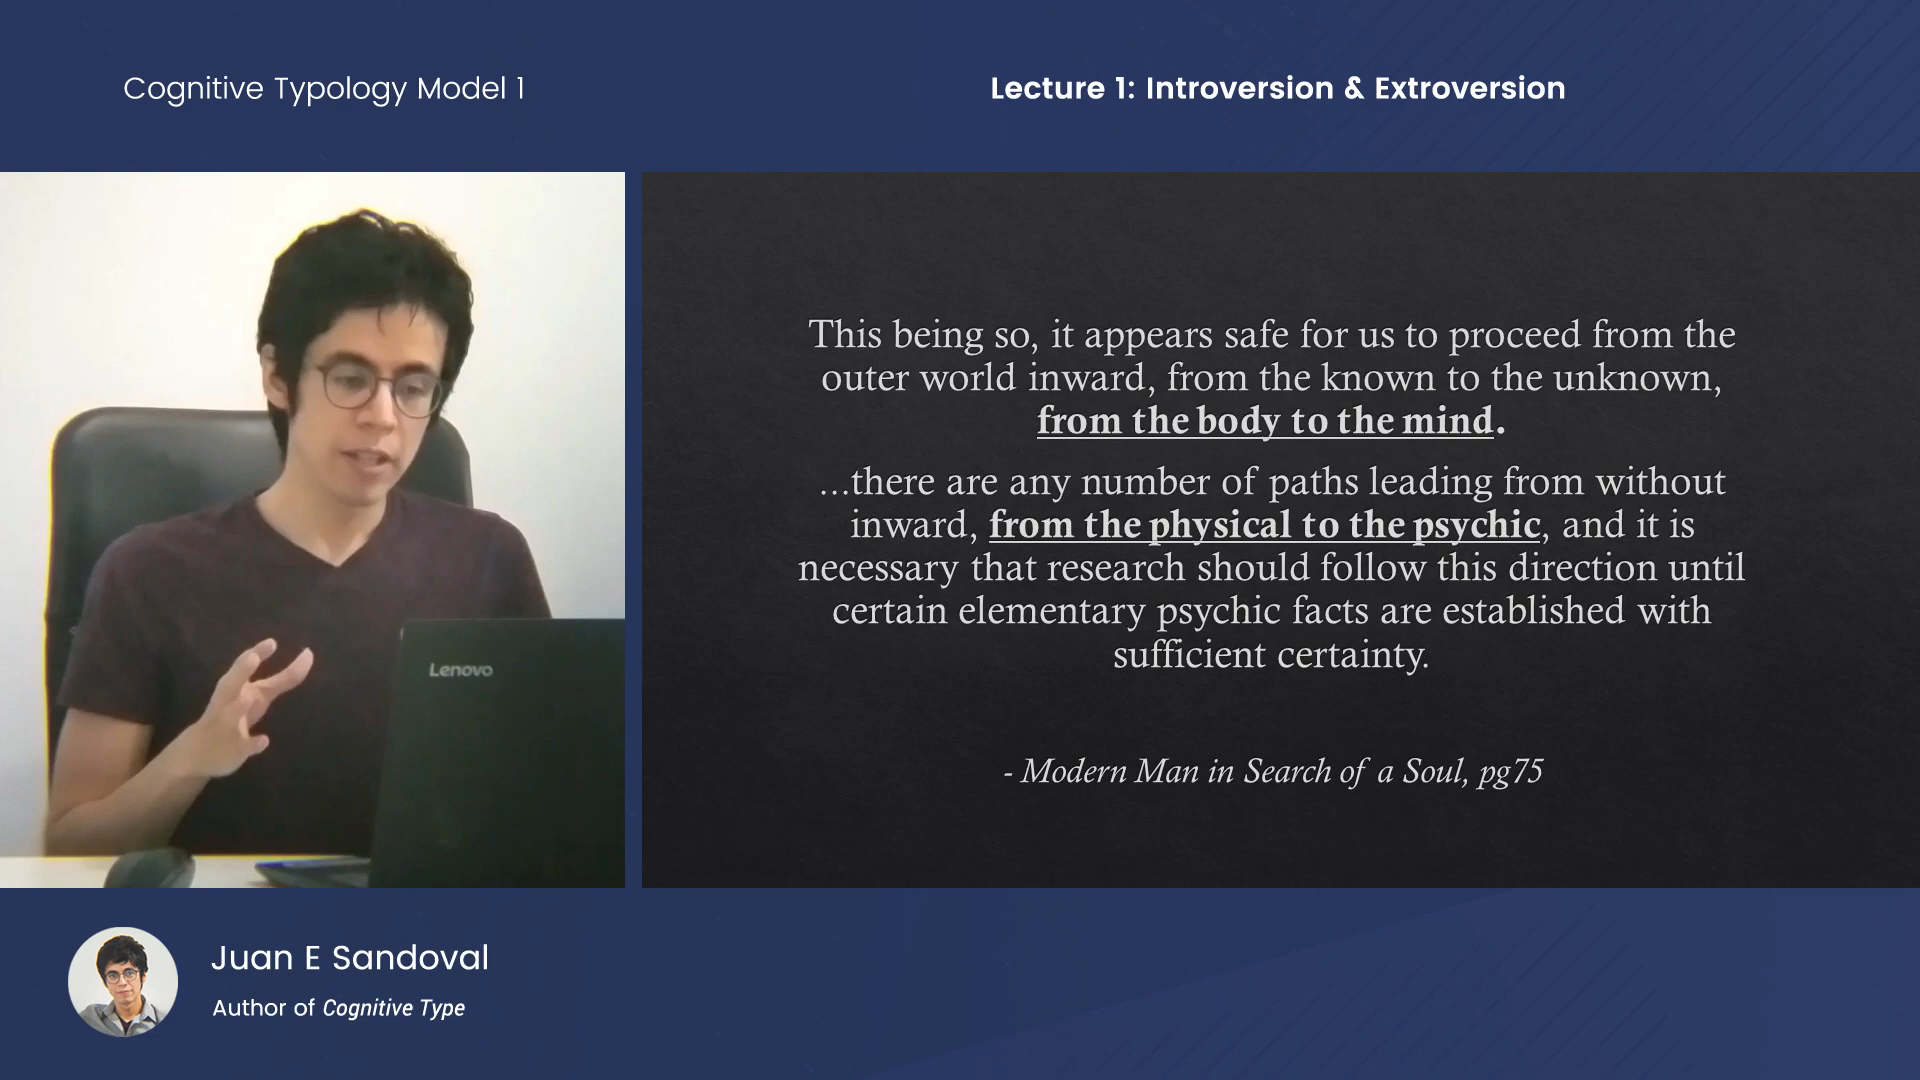 Cognitive Typology Model 1
Lecture 1: Introversion & Extroversion
This being so, it appears safe for us to proceed from the
outer world inward, from the known to the unknown,
from the body to the mind.
...there are any number of paths leading from without
inward, from the physical to the psychic, and it is
necessary that research should follow this direction until
certain elementary psychic facts are established with
sufficient certainty.
- Modern Man in Search of a Soul, pg75
Lenovo
Juan E Sandoval
Author of Cognitive Type